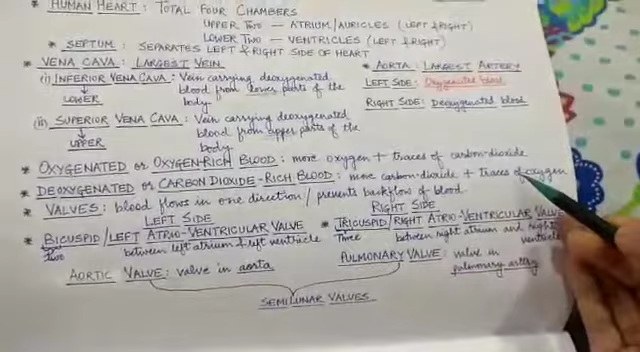 * HUMAN HEART: TOTAL FOUR CHAMBERS
UPPER TWO — ATRIUM/AURICLES (LEFT & RIGHT)
LOWER TWO — VENTRICLES (LEFT & RIGHT)
* SEPTUM: SEPARATES LEFT & RIGHT SIDE OF HEART
* VENA CAVA: LARGEST VEIN
(i) INFERIOR VENA CAVA: Vein carrying deoxygenated
↓
LOWER
blood from lower parts of the
body.
(ii) SUPERIOR VENA CAVA: Vein carrying deoxygenated
↓
UPPER
blood from upper parts of the
body.
* AORTA: LARGEST ARTERY
LEFT SIDE: Oxygenated blood
RIGHT SIDE: Deoxygenated blood
* OXYGENATED or OXYGEN-RICH BLOOD: more oxygen + traces of carbon-dioxide
* DEOXYGENATED or CARBON DIOXIDE-RICH BLOOD: more carbon-dioxide + traces of oxygen
* VALVES: blood flows in one direction / prevents backflow of blood.
LEFT SIDE
* BICUSPID/LEFT ATRIO-VENTRICULAR VALVE
Two
between left atrium & left ventricle
RIGHT SIDE
* TRICUSPID/RIGHT ATRIO-VENTRICULAR VALVE
Three
between right atrium and right
ventricle
AORTIC VALVE: valve in aorta
PULMONARY VALVE: valve in
pulmonary artery
SEMILUNAR VALVES